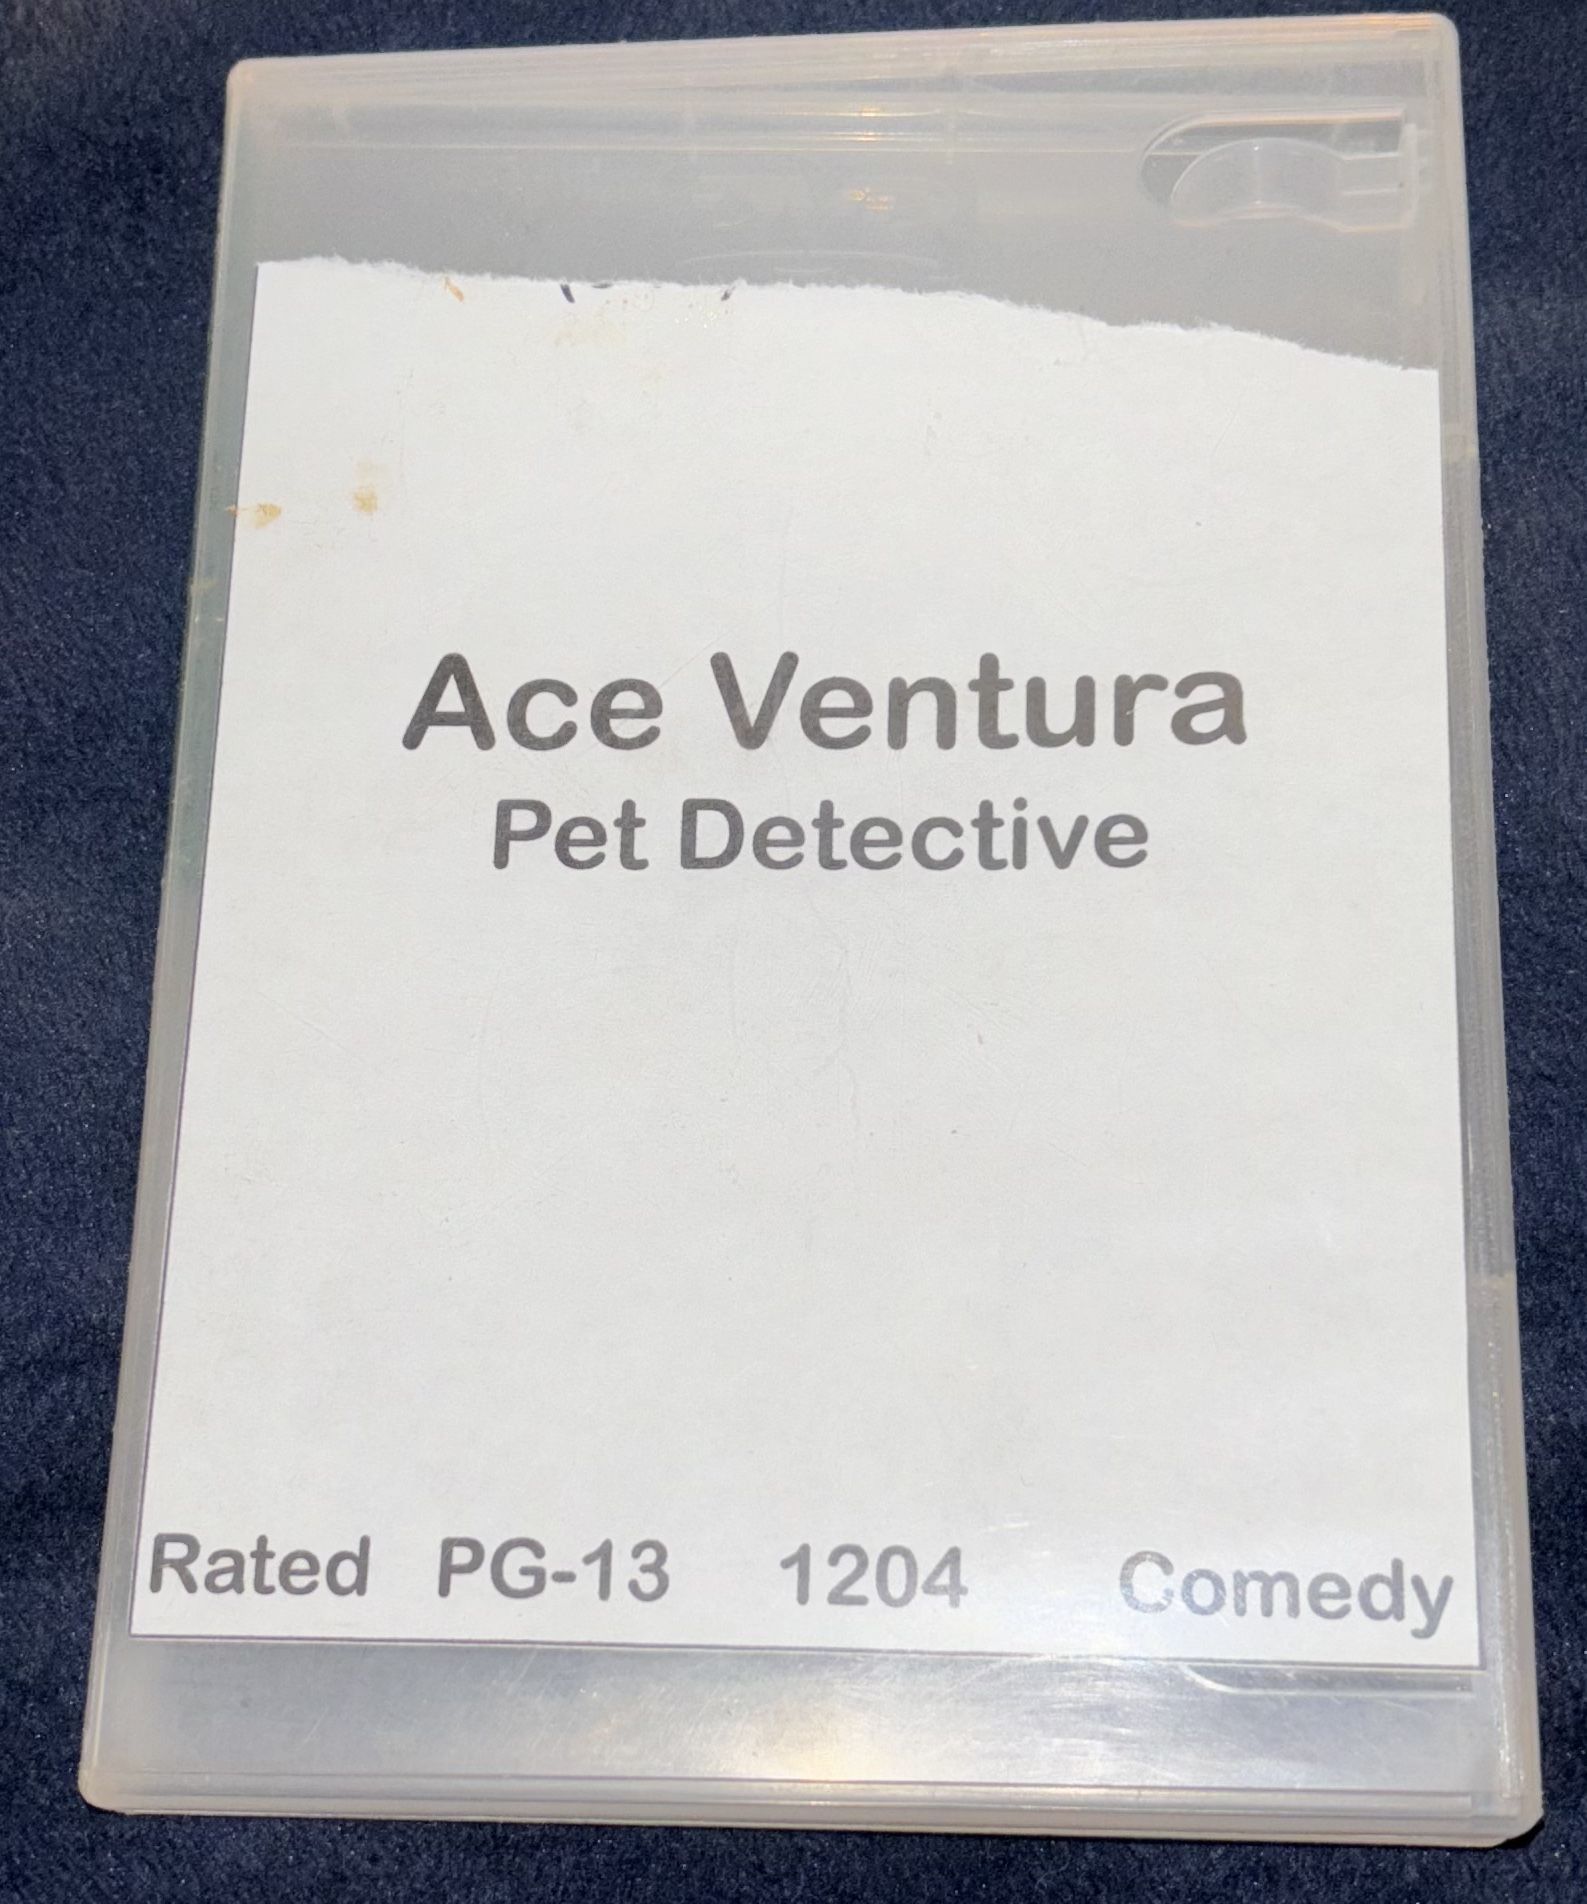 Ace Ventura
Pet Detective
Rated PG-13 1204 Comedy